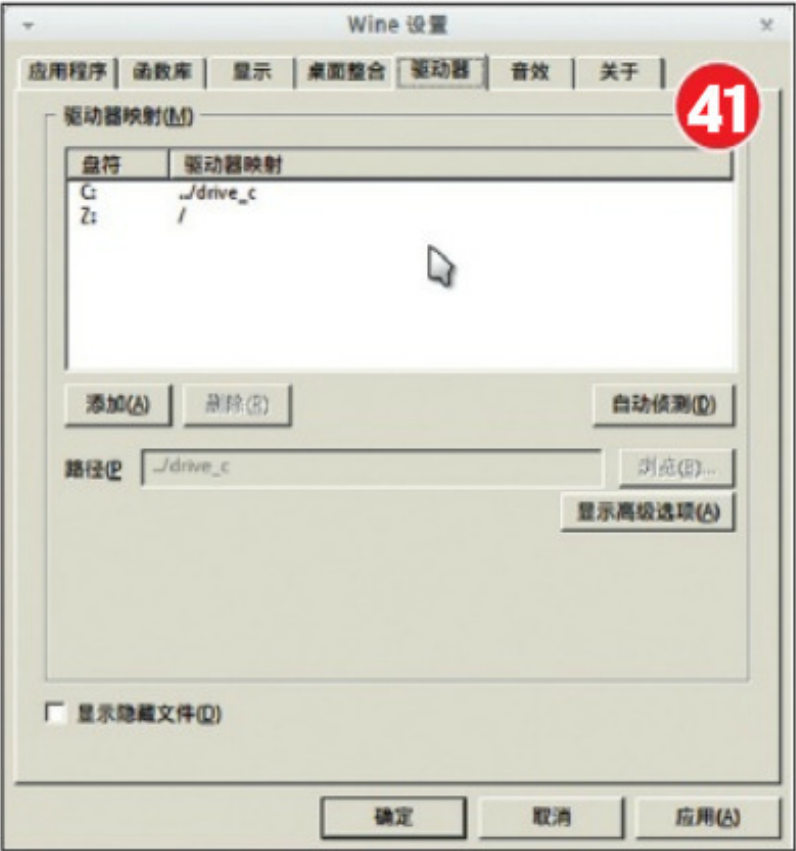 Wine 设置
应用程序 函数库 显示 桌面整合 驱动器 音效 关于
41
驱动器映射(M)
盘符 驱动器映射
C: ../drive_c
Z: /
添加(A) 删除(R) 自动侦测(D)
路径(P ../drive_c 浏览(B)...
显示高级选项(A)
显示隐藏文件(D)
确定 取消 应用(A)